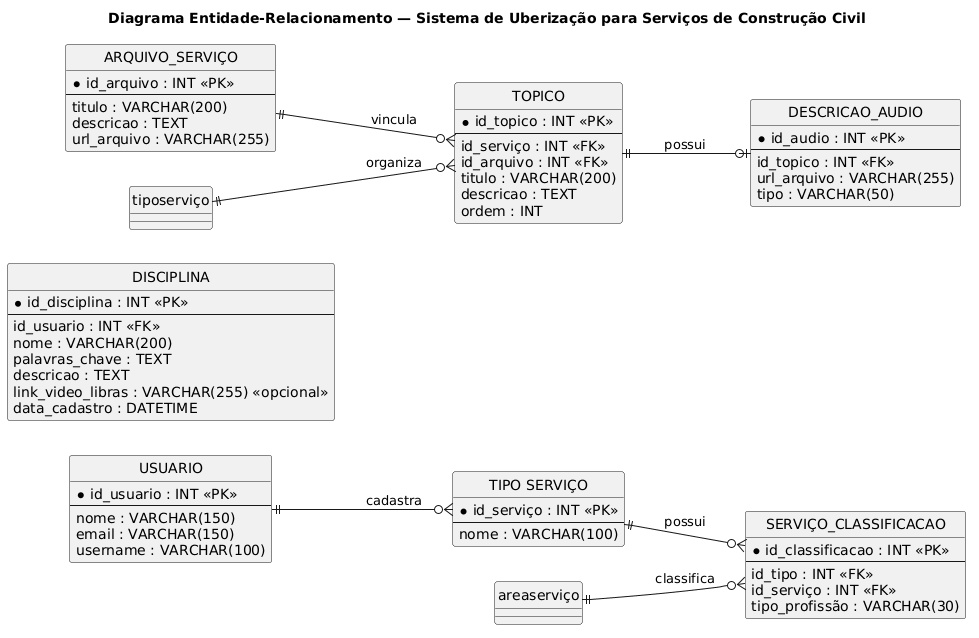 Diagrama Entidade-Relacionamento — Sistema de Uberização para Serviços de Construção Civil
ARQUIVO_SERVIÇO
* id_arquivo : INT «PK»
titulo : VARCHAR(200)
descricao : TEXT
url_arquivo : VARCHAR(255)
vincula
organiza
tiposerviço
TOPICO
* id_topico : INT «PK»
id_serviço : INT «FK»
id_arquivo : INT «FK»
titulo : VARCHAR(200)
descricao : TEXT
ordem : INT
possui
DESCRICAO_AUDIO
* id_audio : INT «PK»
id_topico : INT «FK»
url_arquivo : VARCHAR(255)
tipo : VARCHAR(50)
DISCIPLINA
* id_disciplina : INT «PK»
id_usuario : INT «FK»
nome : VARCHAR(200)
palavras_chave : TEXT
descricao : TEXT
link_video_libras : VARCHAR(255) «opcional»
data_cadastro : DATETIME
USUARIO
* id_usuario : INT «PK»
nome : VARCHAR(150)
email : VARCHAR(150)
username : VARCHAR(100)
cadastra
TIPO SERVIÇO
* id_serviço : INT «PK»
nome : VARCHAR(100)
possui
classifica
areaserviço
SERVIÇO_CLASSIFICACAO
* id_classificacao : INT «PK»
id_tipo : INT «FK»
id_serviço : INT «FK»
tipo_profissão : VARCHAR(30)